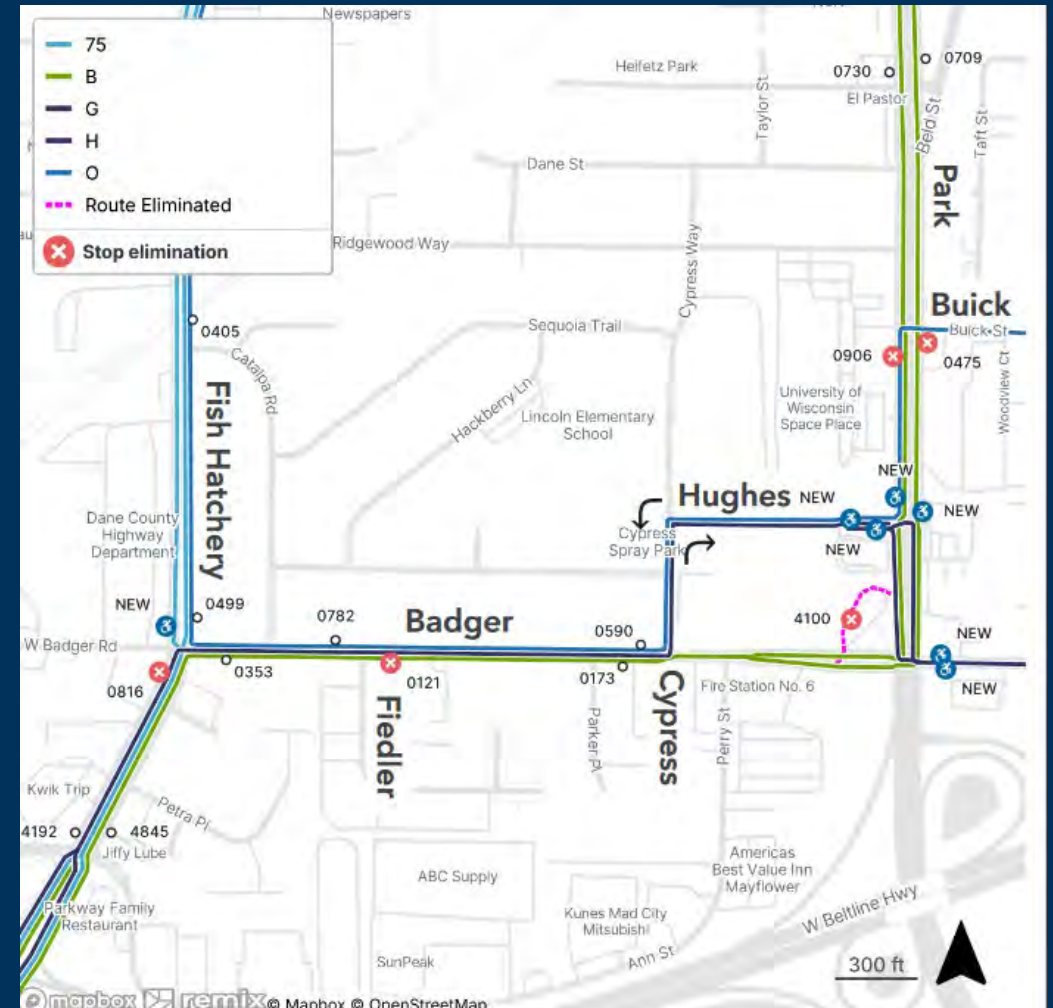 Newspapers
75
B
G
H
O
Route Eliminated
Stop elimination
Heifetz Park
0730
0709
El Pastor
Taylor St
Beld St
Taft St
Park
Dane St
Ridgewood Way
Cypress Way
Buick
Buick St
0405
Sequoia Trail
0906
0475
Catalpa Rd
Fish Hatchery
Hackberry Ln
Lincoln Elementary
School
University of
Wisconsin
Space Place
Woodview Ct
NEW
Hughes
NEW
NEW
Dane County
Highway
Department
Cypress
Spray Park
NEW
NEW
0499
0782
Badger
0590
4100
NEW
W Badger Rd
0816
0353
0121
0173
Fire Station No. 6
NEW
Fiedler
Parker Pl
Cypress
Perry St
Kwik Trip
Petra Pl
4192
4845
Jiffy Lube
Americas
Best Value Inn
Mayflower
ABC Supply
Parkway Family
Restaurant
Kunes Mad City
Mitsubishi
W Beltline Hwy
SunPeak
Ann St
300 ft
mapbox remix © Mapbox © OpenStreetMap